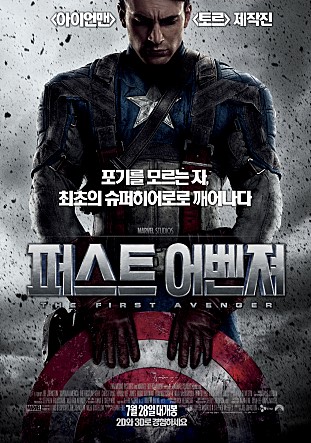 <아이언맨> <토르> 제작진
포기를 모르는 자,
최초의 슈퍼히어로로 깨어나다
MARVEL STUDIOS
퍼스트 어벤져
THE FIRST AVENGER
7월 28일 대개봉
2D와 3D로 경험하세요